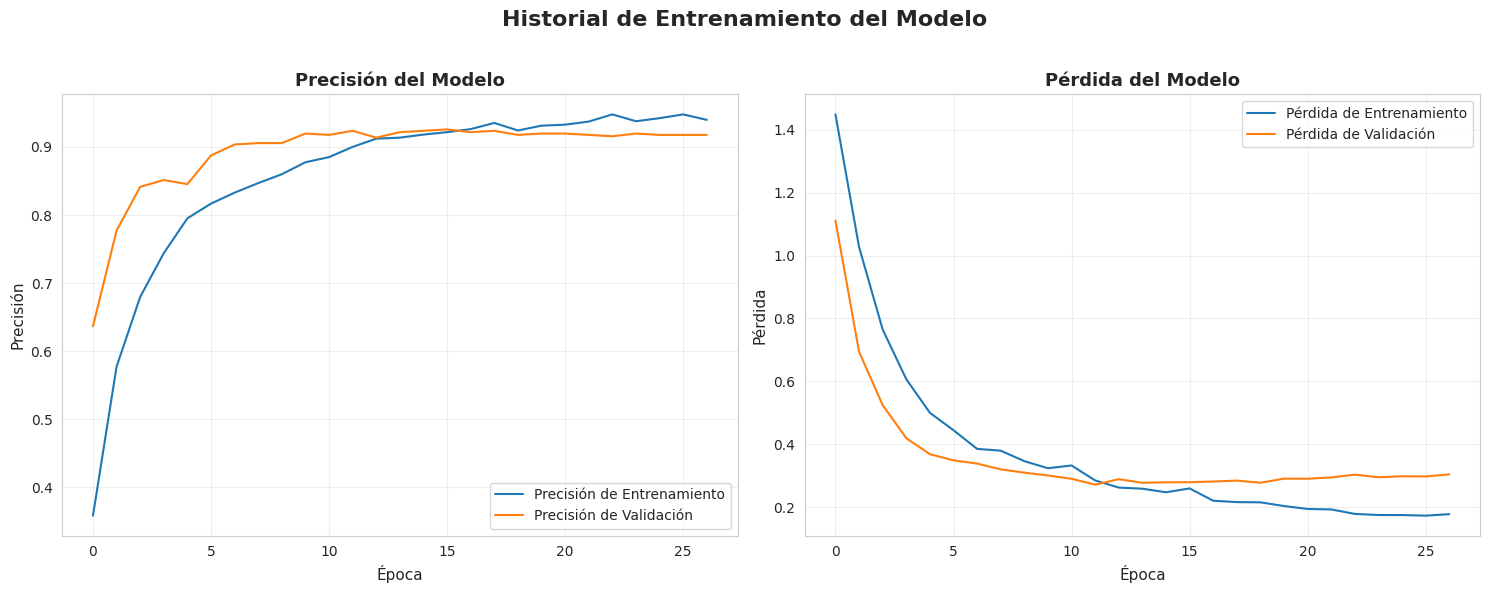 Historial de Entrenamiento del Modelo
Precisión del Modelo
Precisión
0.9
0.8
0.7
0.6
0.5
0.4
Precisión de Entrenamiento
Precisión de Validación
0 5 10 15 20 25
Época
Pérdida del Modelo
Pérdida
1.4
1.2
1.0
0.8
0.6
0.4
0.2
Pérdida de Entrenamiento
Pérdida de Validación
0 5 10 15 20 25
Época